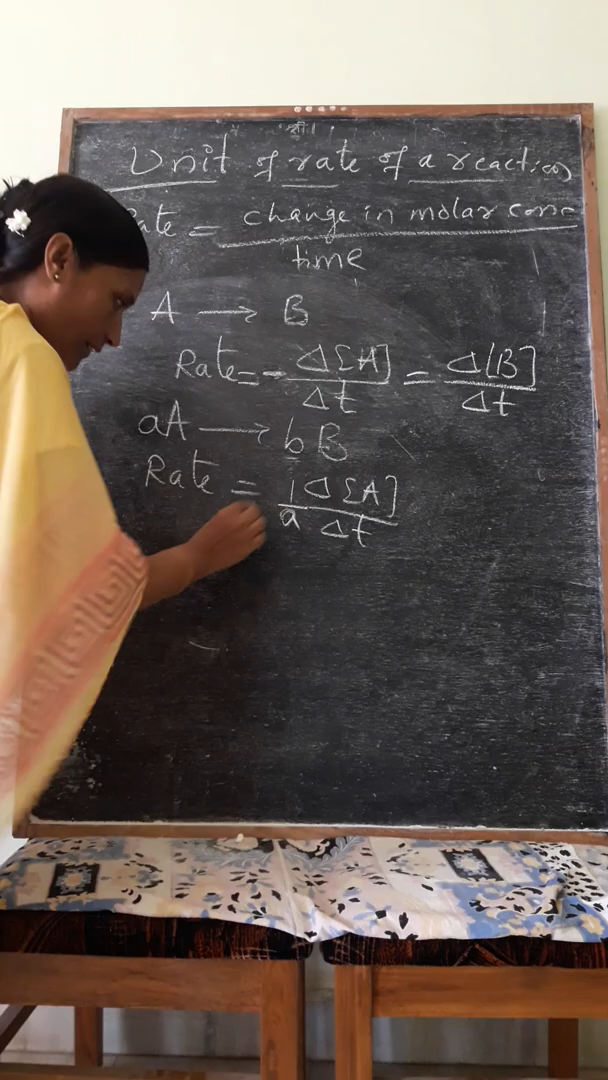 श्री।
Unit of rate of a reaction
Rate = change in molar conc / time
A → B
Rate = - Δ[A]/Δt = Δ[B]/Δt
aA → bB
Rate = 1/a Δ[A]/Δt